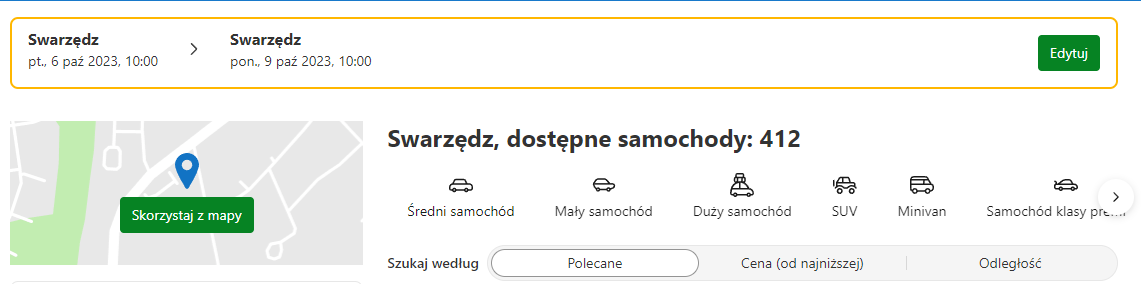 Swarzędz
pt., 6 paź 2023, 10:00
Swarzędz
pon., 9 paź 2023, 10:00
Edytuj
Skorzystaj z mapy
Swarzędz, dostępne samochody: 412
Średni samochód
Mały samochód
Duży samochód
SUV
Minivan
Samochód klasy premi
Szukaj według
Polecane
Cena (od najniższej)
Odległość